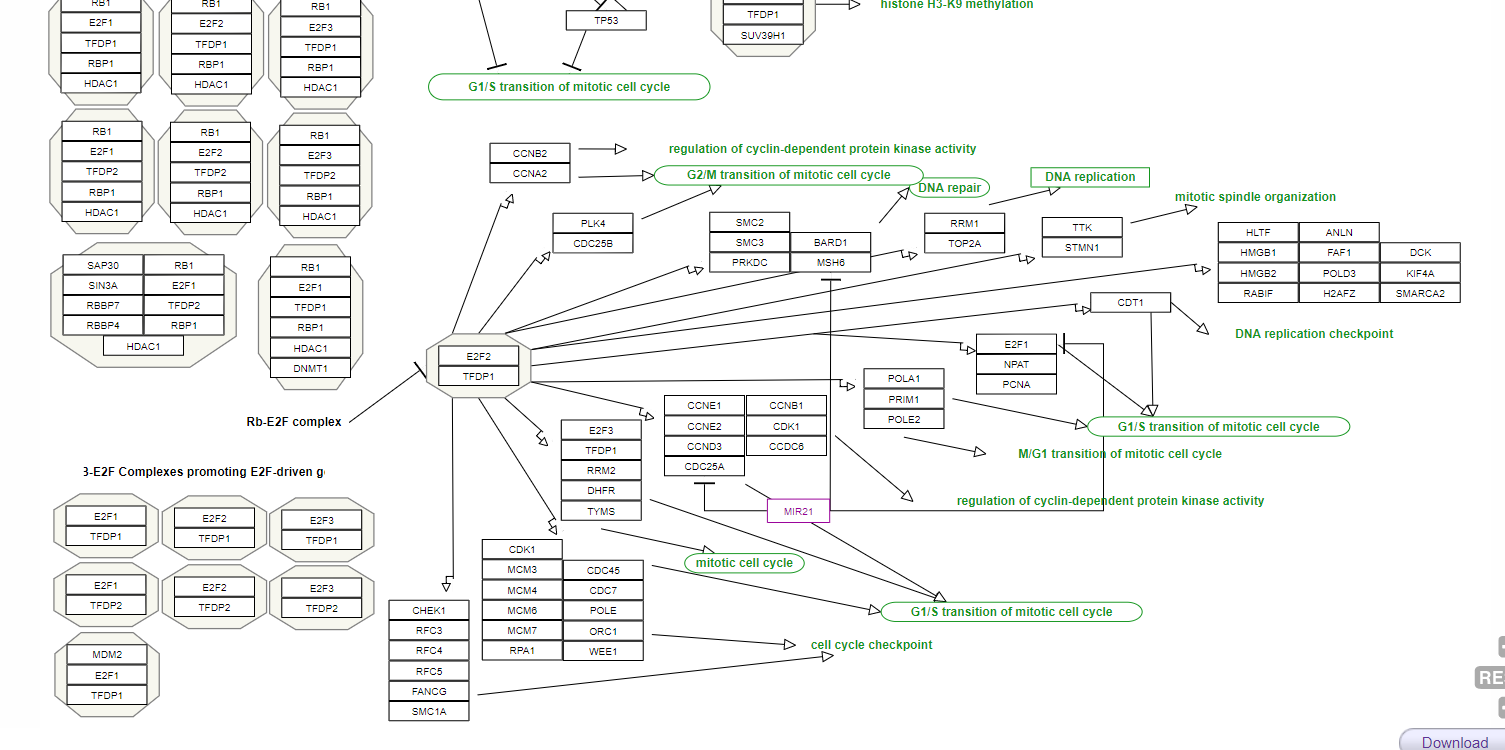 RB1
E2F1
TFDP1
RBP1
HDAC1
RB1
E2F2
TFDP1
RBP1
HDAC1
RB1
E2F3
TFDP1
RBP1
HDAC1
TP53
TFDP1
SUV39H1
histone H3-K9 methylation
G1/S transition of mitotic cell cycle
RB1
E2F1
TFDP2
RBP1
HDAC1
RB1
E2F2
TFDP2
RBP1
HDAC1
RB1
E2F3
TFDP2
RBP1
HDAC1
SAP30
SIN3A
RBBP7
RBBP4
RB1
E2F1
TFDP2
RBP1
HDAC1
RB1
E2F1
TFDP1
RBP1
HDAC1
DNMT1
Rb-E2F complex
E2F2
TFDP1
CCNB2
CCNA2
regulation of cyclin-dependent protein kinase activity
G2/M transition of mitotic cell cycle
DNA repair
DNA replication
mitotic spindle organization
PLK4
CDC25B
SMC2
SMC3
PRKDC
BARD1
MSH6
RRM1
TOP2A
TTK
STMN1
HLTF
HMGB1
HMGB2
RABIF
ANLN
FAF1
POLD3
H2AFZ
DCK
KIF4A
SMARCA2
CDT1
DNA replication checkpoint
E2F1
NPAT
PCNA
POLA1
PRIM1
POLE2
G1/S transition of mitotic cell cycle
M/G1 transition of mitotic cell cycle
CCNE1
CCNE2
CCND3
CDC25A
CCNB1
CDK1
CCDC6
regulation of cyclin-dependent protein kinase activity
MIR21
E2F3
TFDP1
RRM2
DHFR
TYMS
mitotic cell cycle
CDK1
MCM3
MCM4
MCM6
MCM7
RPA1
CDC45
CDC7
POLE
ORC1
WEE1
G1/S transition of mitotic cell cycle
cell cycle checkpoint
CHEK1
RFC3
RFC4
RFC5
FANCG
SMC1A
3-E2F Complexes promoting E2F-driven g
E2F1
TFDP1
E2F2
TFDP1
E2F3
TFDP1
E2F1
TFDP2
E2F2
TFDP2
E2F3
TFDP2
MDM2
E2F1
TFDP1
RE
Download